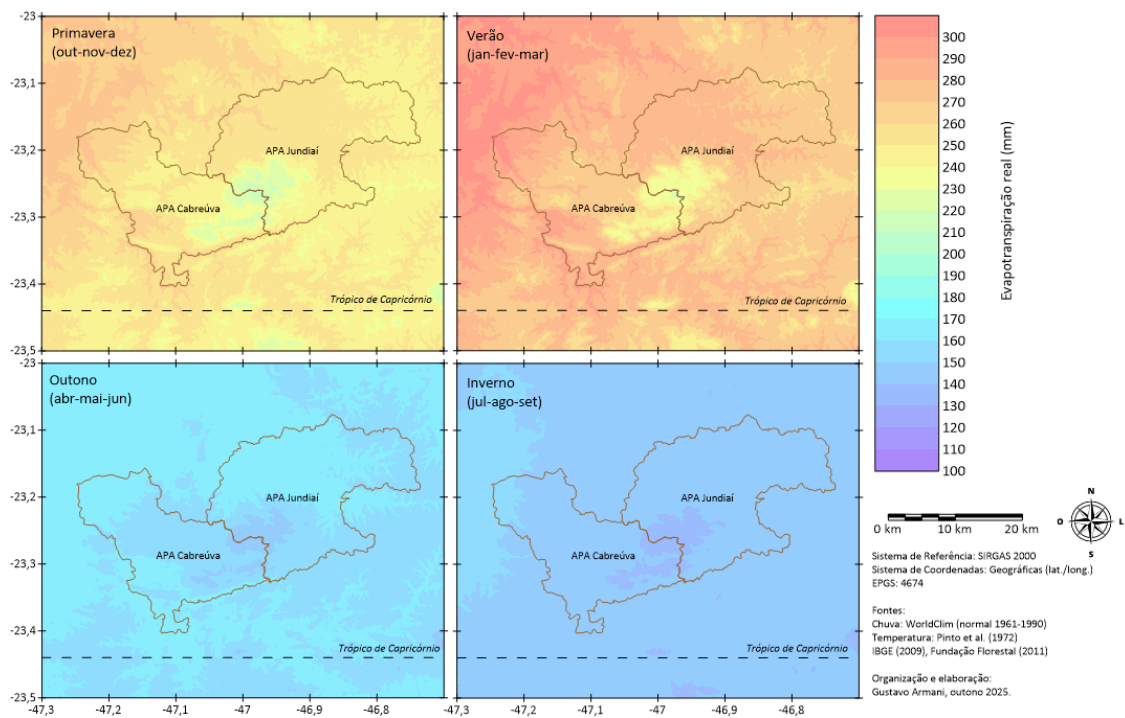 Primavera
(out-nov-dez)
APA Jundiaí
APA Cabreúva
Trópico de Capricórnio
-23
-23,1
-23,2
-23,3
-23,4
-23,5
Verão
(jan-fev-mar)
APA Jundiaí
APA Cabreúva
Trópico de Capricórnio
Outono
(abr-mai-jun)
APA Jundiaí
APA Cabreúva
Trópico de Capricórnio
-23
-23,1
-23,2
-23,3
-23,4
-23,5
-47,3
-47,2
-47,1
-47
-46,9
-46,8
Inverno
(jul-ago-set)
APA Jundiaí
APA Cabreúva
Trópico de Capricórnio
-47,3
-47,2
-47,1
-47
-46,9
-46,8
300
290
280
270
260
250
240
230
220
210
200
190
180
170
160
150
140
130
120
110
100
Evapotranspiração real (mm)
0 km 10 km 20 km
N
O L
S
Sistema de Referência: SIRGAS 2000
Sistema de Coordenadas: Geográficas (lat./long.)
EPGS: 4674
Fontes:
Chuva: WorldClim (normal 1961-1990)
Temperatura: Pinto et al. (1972)
IBGE (2009), Fundação Florestal (2011)
Organização e elaboração:
Gustavo Armani, outono 2025.